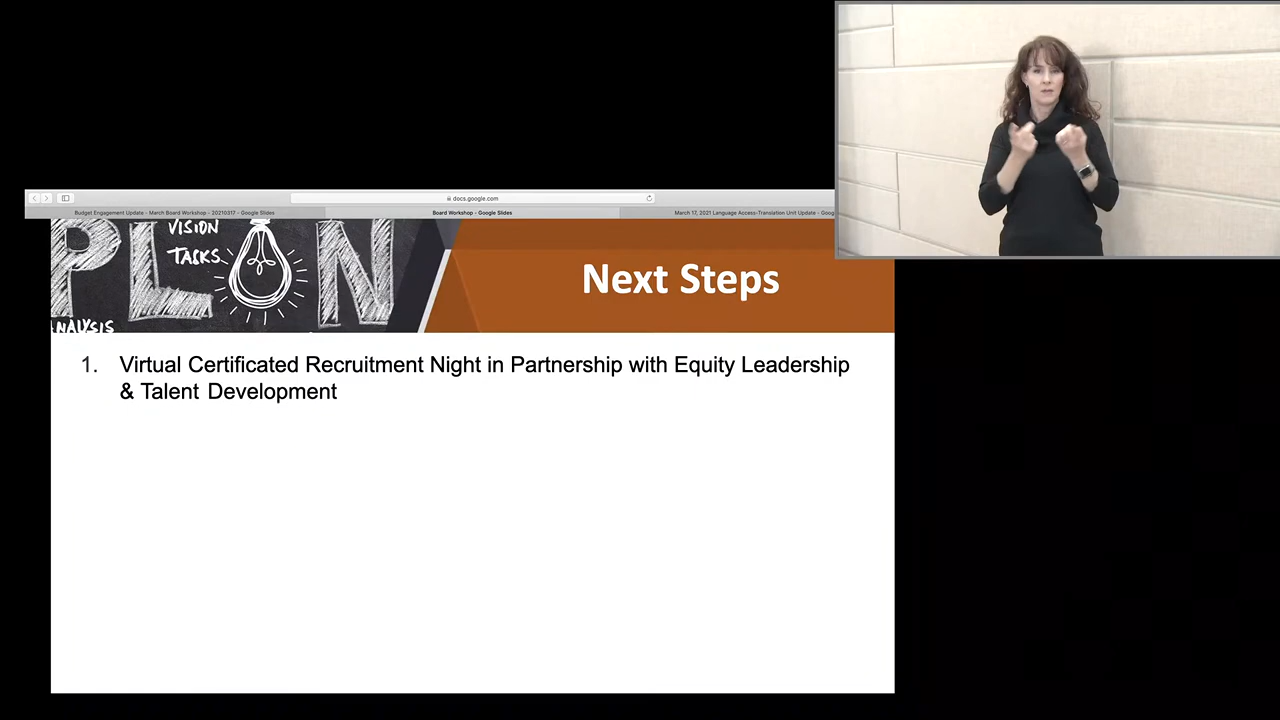 docs.google.com
Budget Engagement Update - March Board Workshop - 20210317 - Google Slides
Board Workshop - Google Slides
March 17, 2021 Language Access-Translation Unit Update - Goog
VISION
TASKS
PLAN
ANALYSIS
Next Steps
1. Virtual Certificated Recruitment Night in Partnership with Equity Leadership
& Talent Development